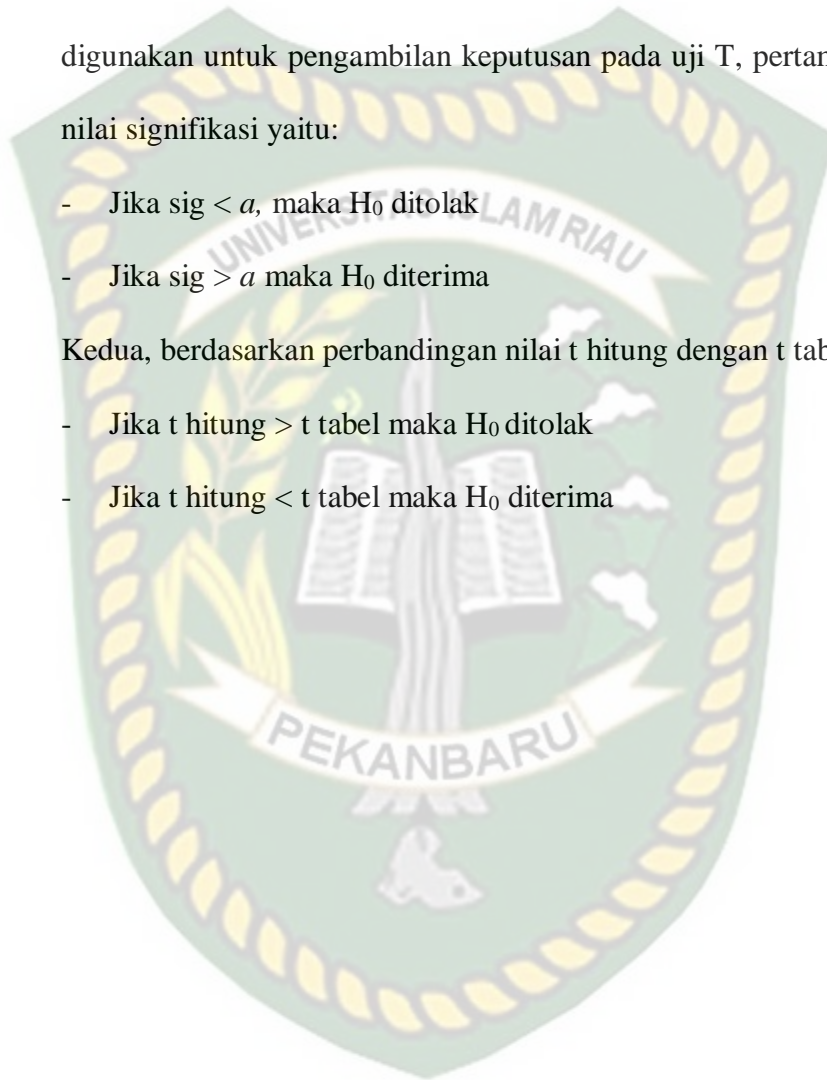 digunakan untuk pengambilan keputusan pada uji T,
nilai signifikasi yaitu:
- Jika sig < a, maka H₀ ditolak
UNIVERSITAS ISLAM RIAU
- Jika sig > a maka H₀ diterima
Kedua, berdasarkan perbandingan nilai t hitung dengan t
- Jika t hitung > t tabel maka H₀ ditolak
- Jika t hitung < t tabel maka H₀ diterima
PEKANBARU